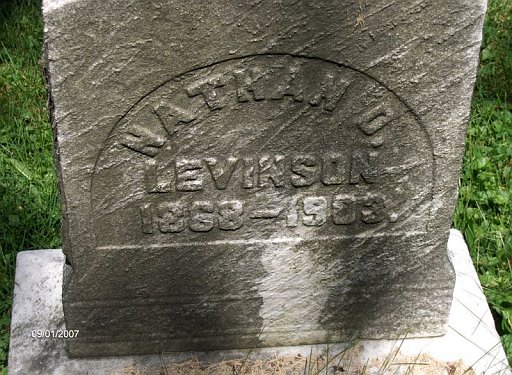 NATHAN D.
LEVINSON
1868-1903.
09/01/2007